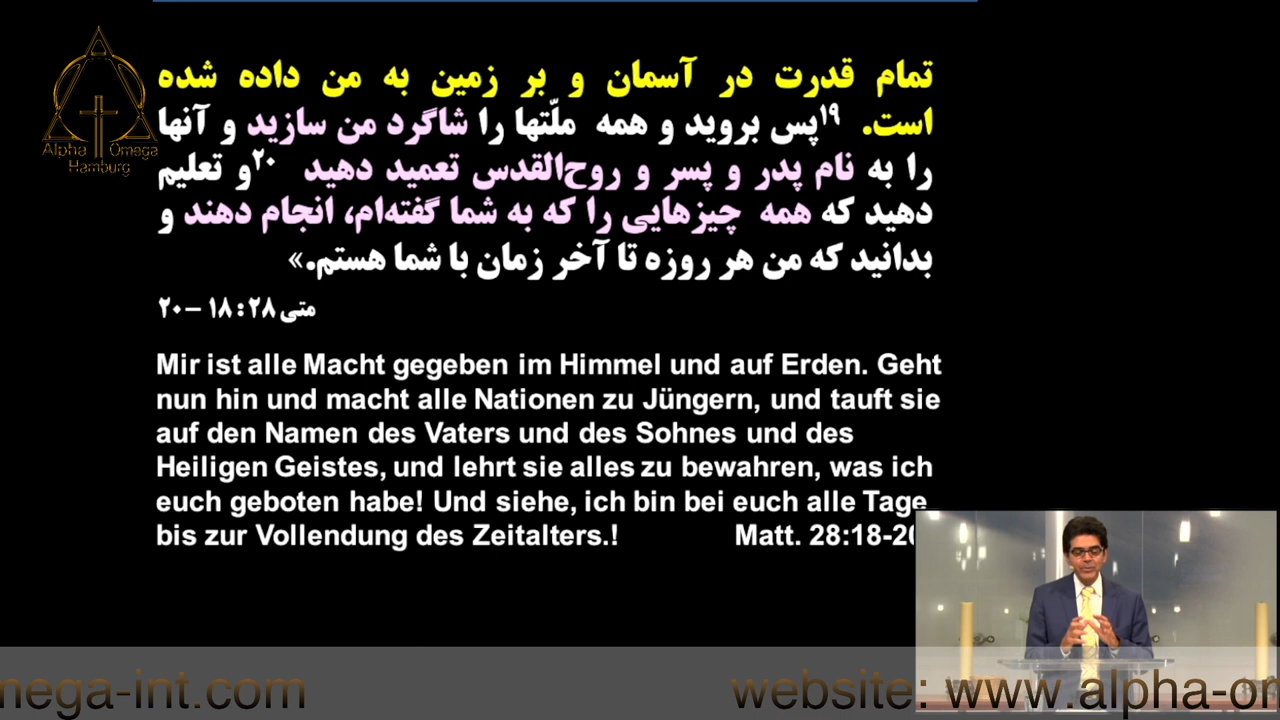 Alpha Omega
Hamburg
تمام قدرت در آسمان و بر زمین به من داده شده
است. ۱۹پس بروید و همه ملّتها را شاگرد من سازید و آنها
را به نام پدر و پسر و روح‌القدس تعمید دهید ۲۰و تعلیم
دهید که همه چیزهایی را که به شما گفته‌ام، انجام دهند و
بدانید که من هر روزه تا آخر زمان با شما هستم.»
متی ۲۸ : ۱۸ – ۲۰
Mir ist alle Macht gegeben im Himmel und auf Erden. Geht
nun hin und macht alle Nationen zu Jüngern, und tauft sie
auf den Namen des Vaters und des Sohnes und des
Heiligen Geistes, und lehrt sie alles zu bewahren, was ich
euch geboten habe! Und siehe, ich bin bei euch alle Tage
bis zur Vollendung des Zeitalters.! Matt. 28:18-20
nega-int.com website: www.alpha-on